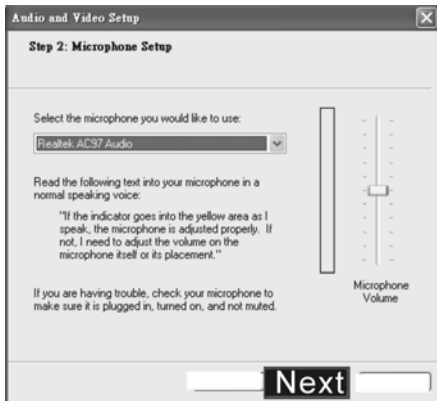 Audio and Video Setup
Step 2: Microphone Setup
Select the microphone you would like to use:
Realtek AC97 Audio
Read the following text into your microphone in a
normal speaking voice:
"If the indicator goes into the yellow area as I
speak, the microphone is adjusted properly. If
not, I need to adjust the volume on the
microphone itself or its placement."
If you are having trouble, check your microphone to
make sure it is plugged in, turned on, and not muted.
Microphone
Volume
Next